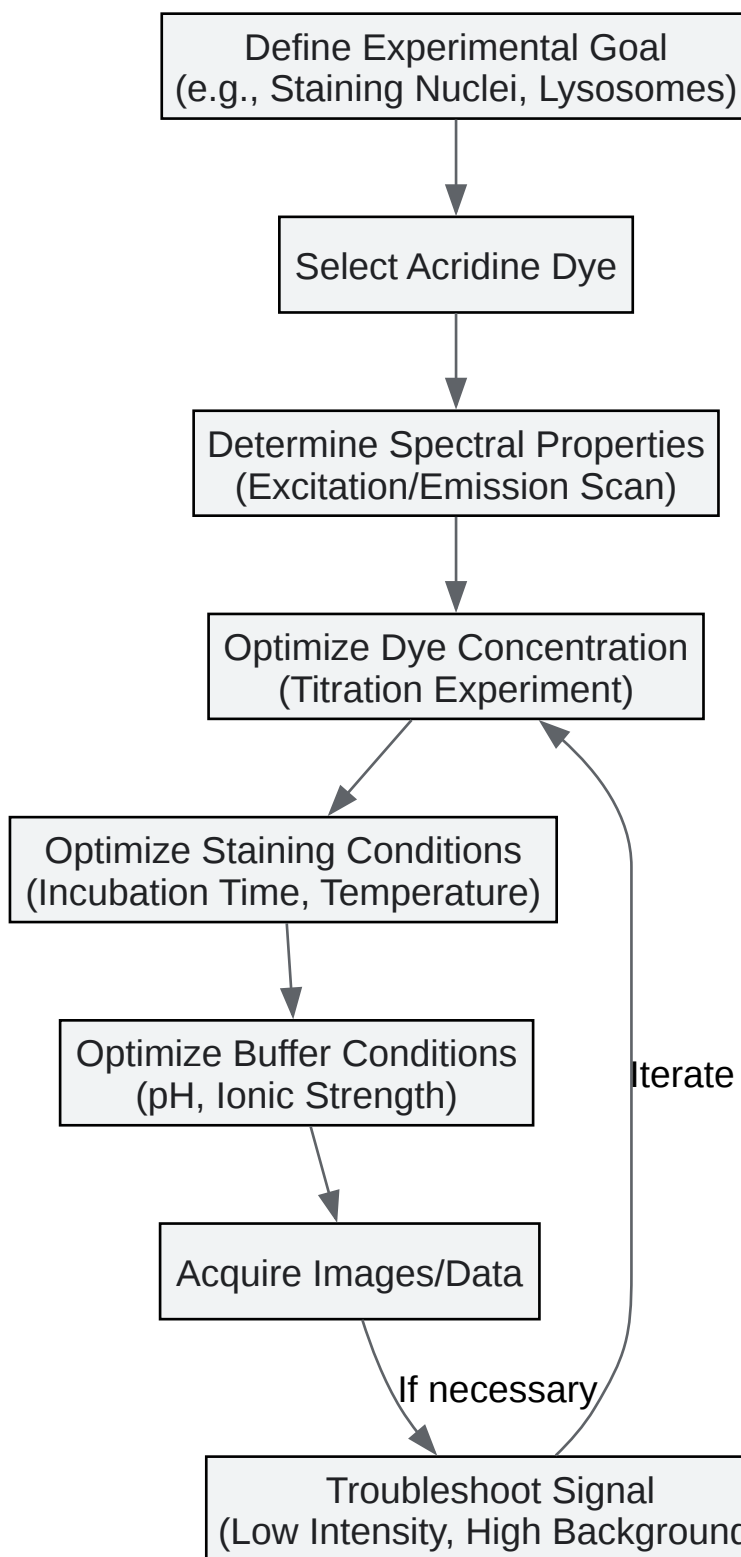 Define Experimental Goal
(e.g., Staining Nuclei, Lysosomes)
Select Acridine Dye
Determine Spectral Properties
(Excitation/Emission Scan)
Optimize Dye Concentration
(Titration Experiment)
Optimize Staining Conditions
(Incubation Time, Temperature)
Optimize Buffer Conditions
(pH, Ionic Strength)
Iterate
Acquire Images/Data
If necessary
Troubleshoot Signal
(Low Intensity, High Background